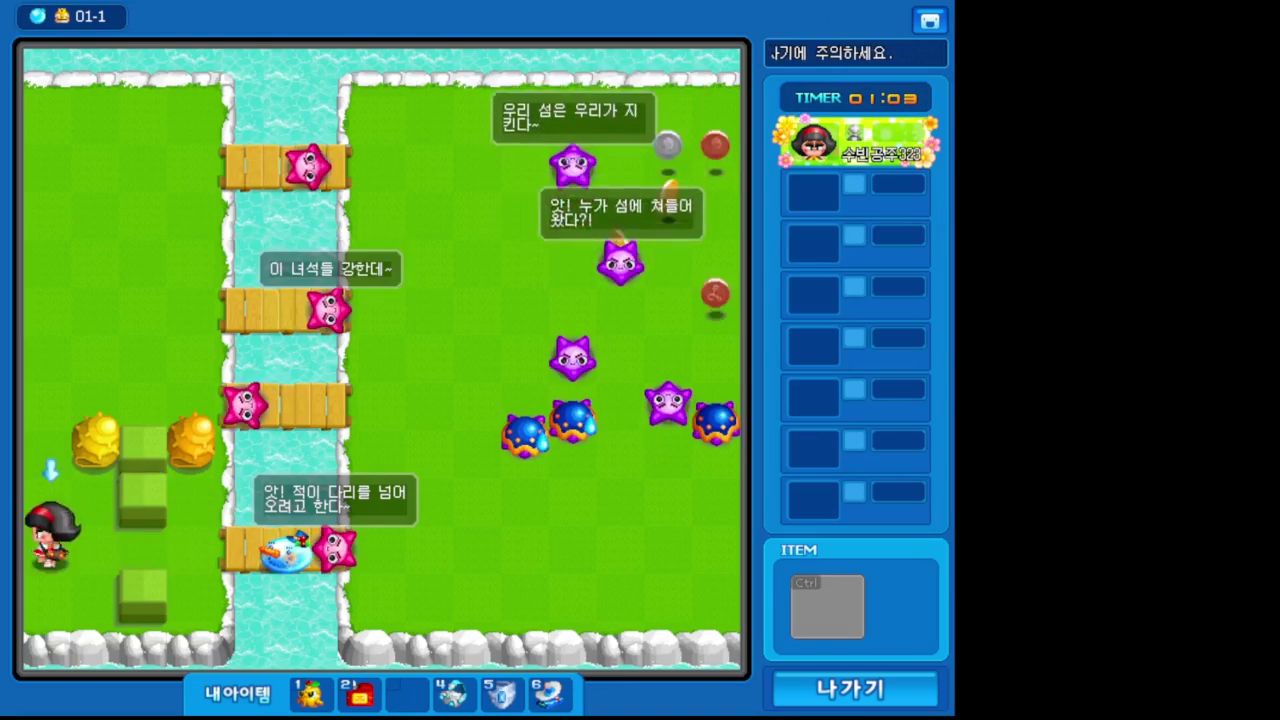 01-1
나기에 주의하세요.
TIMER 01:03
수빈공주323
우리 섬은 우리가 지
킨다~
앗! 누가 섬에 쳐들어
왔다?!
이 녀석들 강한데~
앗! 적이 다리를 넘어
오려고 한다~
ITEM
Ctrl
내아이템
1
2
4
5
6
나가기